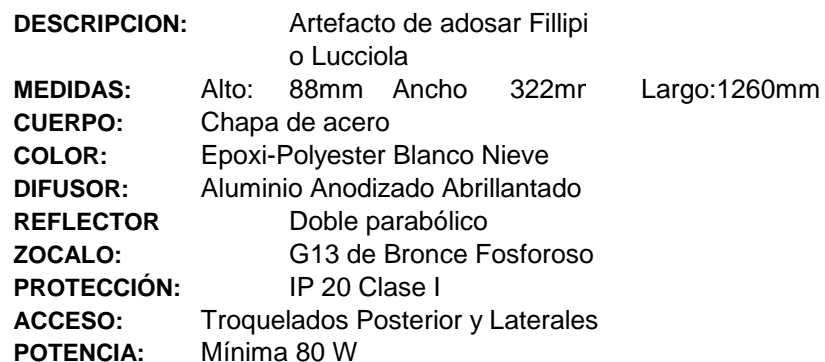 DESCRIPCION: Artefacto de adosar Fillipi
o Lucciola
MEDIDAS: Alto: 88mm Ancho 322mr Largo:1260mm
CUERPO: Chapa de acero
COLOR: Epoxi-Polyester Blanco Nieve
DIFUSOR: Aluminio Anodizado Abrillantado
REFLECTOR Doble parabólico
ZOCALO: G13 de Bronce Fosforoso
PROTECCIÓN: IP 20 Clase I
ACCESO: Troquelados Posterior y Laterales
POTENCIA: Mínima 80 W